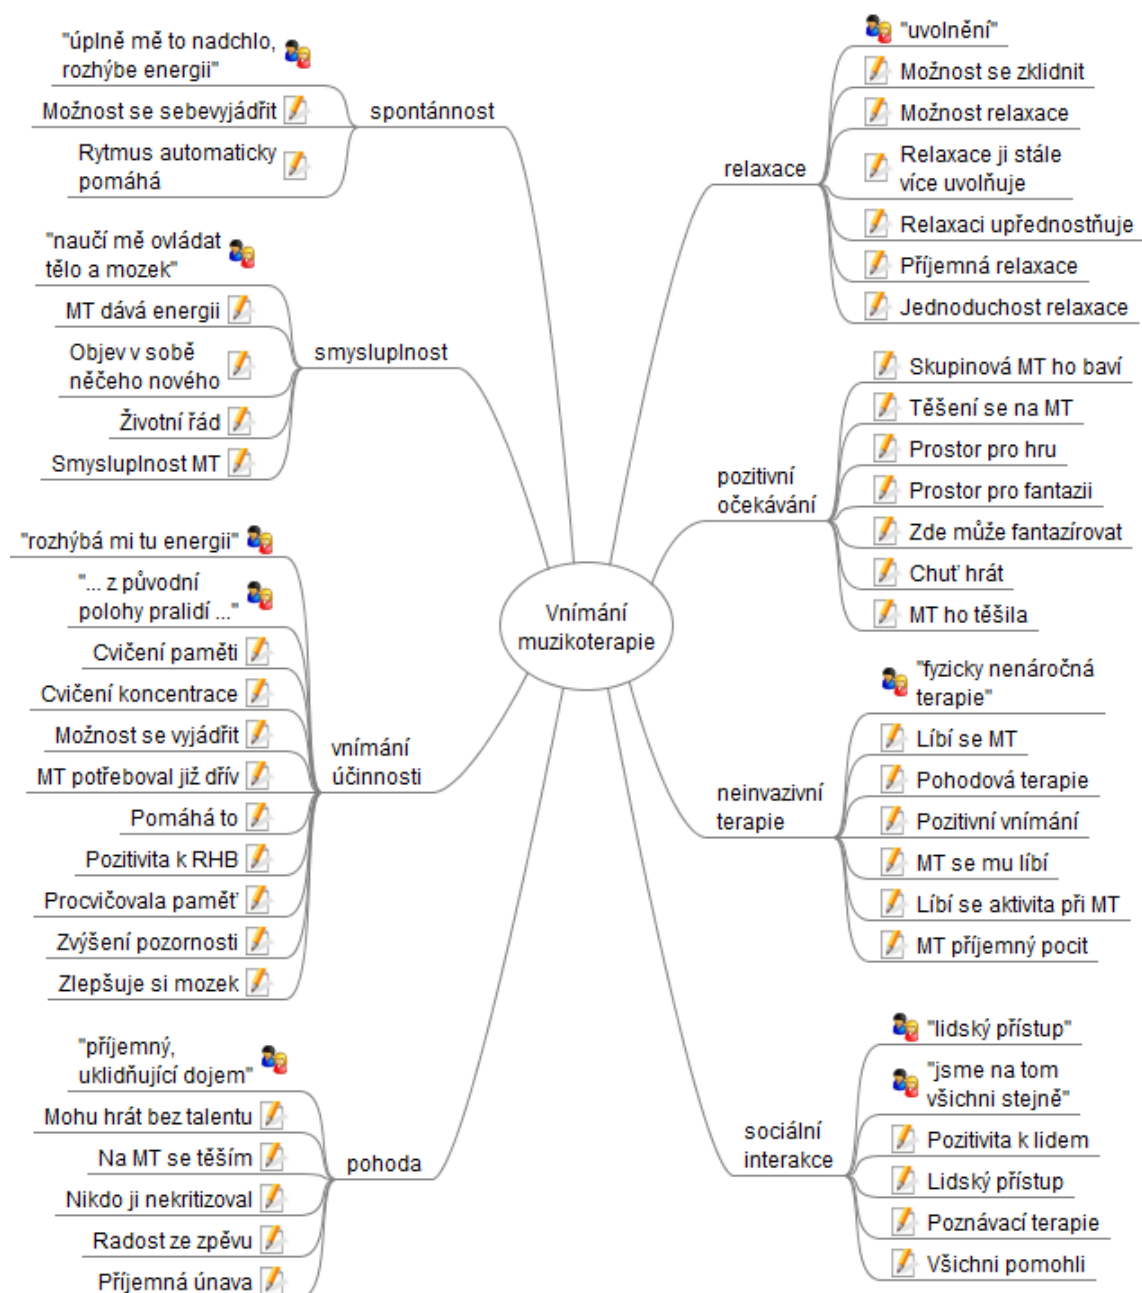 "úplně mě to nadchlo,
rozhýbe energii"
Možnost se sebevyjádřit
Rytmus automaticky
pomáhá
spontánnost
"naučí mě ovládat
tělo a mozek"
MT dává energii
Objev v sobě
něčeho nového
Životní řád
Smysluplnost MT
smysluplnost
"rozhýbá mi tu energii"
"... z původní
polohy pralidí ..."
Cvičení paměti
Cvičení koncentrace
Možnost se vyjádřit
MT potřeboval již dřív
Pomáhá to
Pozitivita k RHB
Procvičovala paměť
Zvýšení pozornosti
Zlepšuje si mozek
vnímání
účinnosti
"příjemný,
uklidňující dojem"
Mohu hrát bez talentu
Na MT se těším
Nikdo ji nekritizoval
Radost ze zpěvu
Příjemná únava
pohoda
Vnímání
muzikoterapie
relaxace
"uvolnění"
Možnost se zklidnit
Možnost relaxace
Relaxace ji stále
více uvolňuje
Relaxaci upřednostňuje
Příjemná relaxace
Jednoduchost relaxace
pozitivní
očekávání
Skupinová MT ho baví
Těšení se na MT
Prostor pro hru
Prostor pro fantazii
Zde může fantazírovat
Chuť hrát
MT ho těšila
neinvazivní
terapie
"fyzicky nenáročná
terapie"
Líbí se MT
Pohodová terapie
Pozitivní vnímání
MT se mu líbí
Líbí se aktivita při MT
MT příjemný pocit
sociální
interakce
"lidský přístup"
"jsme na tom
všichni stejně"
Pozitivita k lidem
Lidský přístup
Poznávací terapie
Všichni pomohli